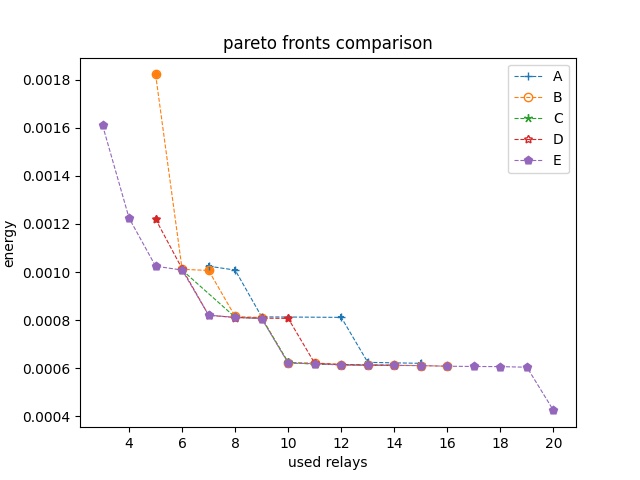 pareto fronts comparison
A
B
C
D
E
0.0018
0.0016
0.0014
0.0012
0.0010
0.0008
0.0006
0.0004
energy
4 6 8 10 12 14 16 18 20
used relays